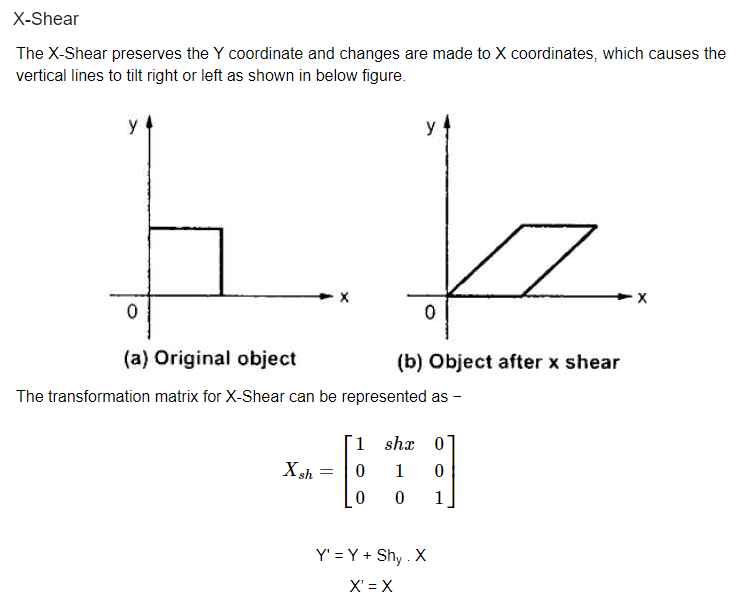 X-Shear
The X-Shear preserves the Y coordinate and changes are made to X coordinates, which causes the
vertical lines to tilt right or left as shown in below figure.
y
y
x
x
0
0
(a) Original object
(b) Object after x shear
The transformation matrix for X-Shear can be represented as −
X_sh = [1 shx 0
0 1 0
0 0 1]
Y' = Y + Sh_y . X
X' = X